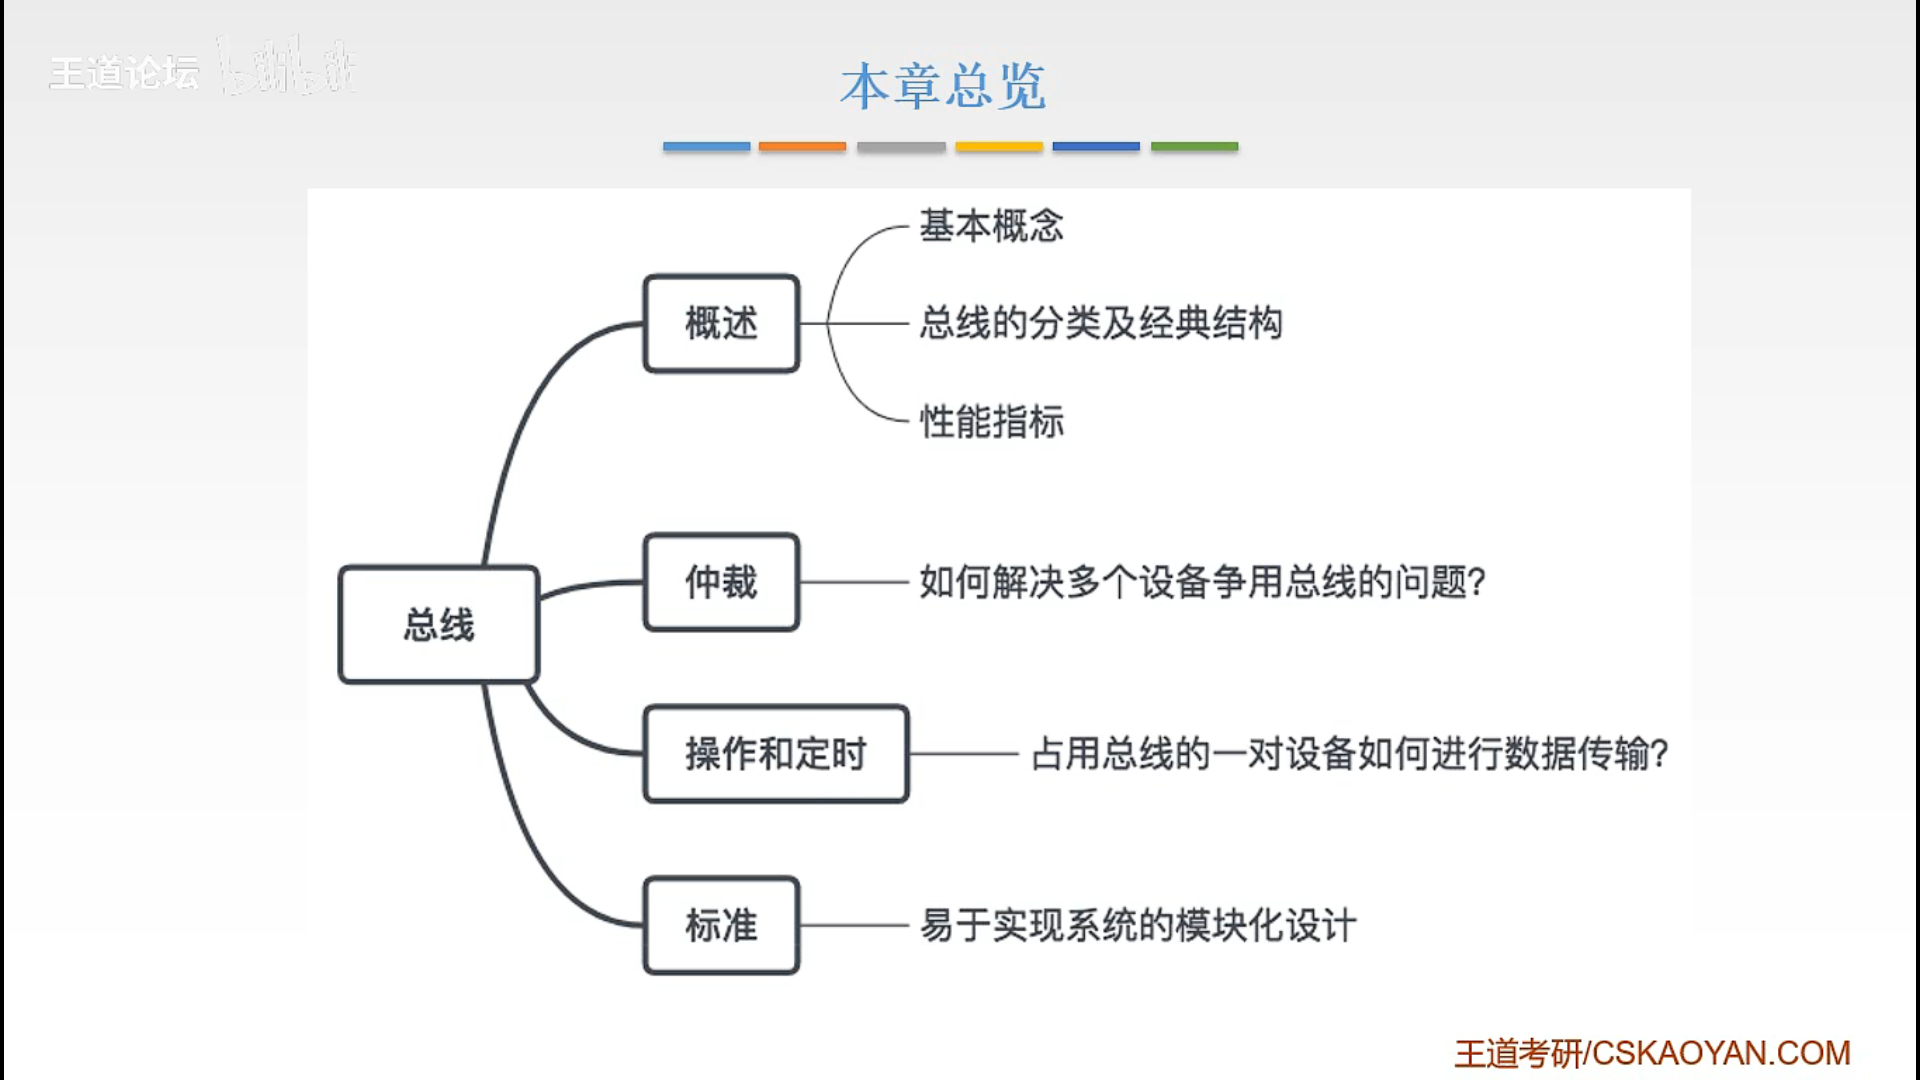 王道论坛 bilibili
本章总览
基本概念
概述
总线的分类及经典结构
性能指标
仲裁
如何解决多个设备争用总线的问题?
总线
操作和定时
占用总线的一对设备如何进行数据传输?
标准
易于实现系统的模块化设计
王道考研/CSKAOYAN.COM